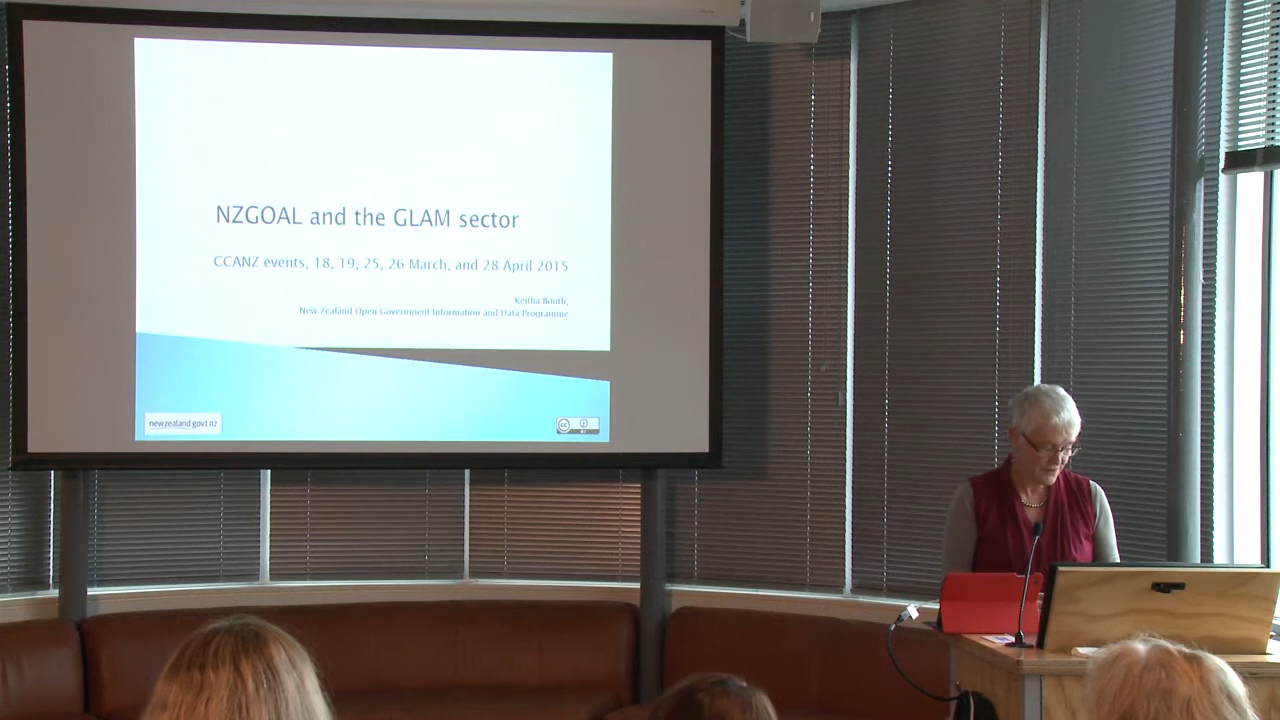 NZGOAL and the GLAM sector
CCANZ events, 18, 19, 25, 26 March, and 28 April 2015
Keitha Booth,
New Zealand Open Government Information and Data Programme
newzealand.govt.nz
cc